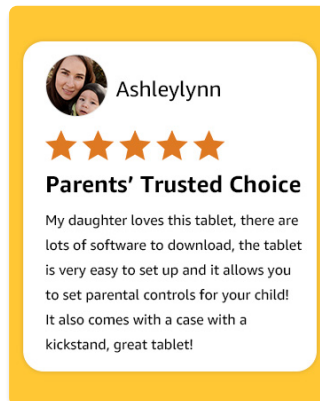 Ashleylynn
Parents’ Trusted Choice
My daughter loves this tablet, there are
lots of software to download, the tablet
is very easy to set up and it allows you
to set parental controls for your child!
It also comes with a case with a
kickstand, great tablet!